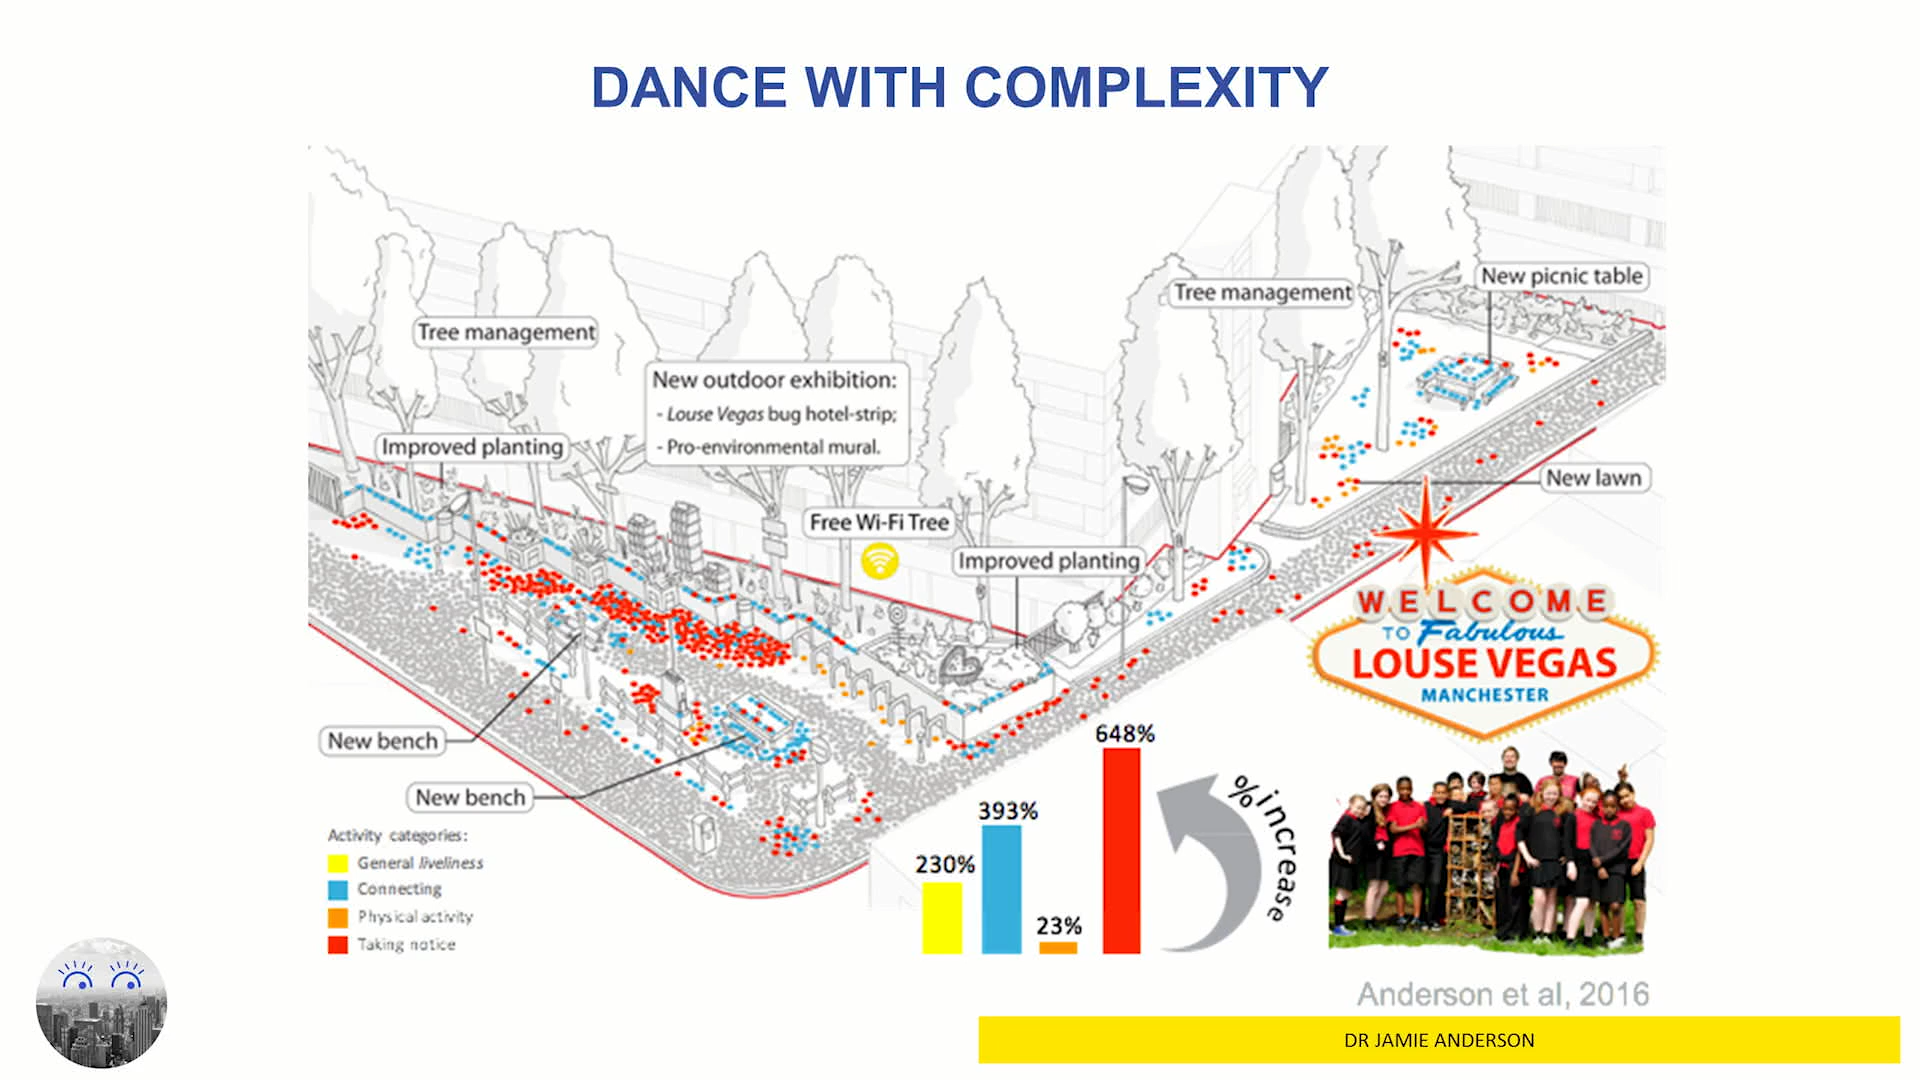 DANCE WITH COMPLEXITY
New picnic table
Tree management
Tree management
New outdoor exhibition:
- Louse Vegas bug hotel-strip;
- Pro-environmental mural.
Improved planting
New lawn
Free Wi-Fi Tree
Improved planting
WELCOME
TO Fabulous
LOUSE VEGAS
MANCHESTER
New bench
New bench
Activity categories:
General liveliness
Connecting
Physical activity
Taking notice
230%
393%
23%
648%
% increase
Anderson et al, 2016
DR JAMIE ANDERSON